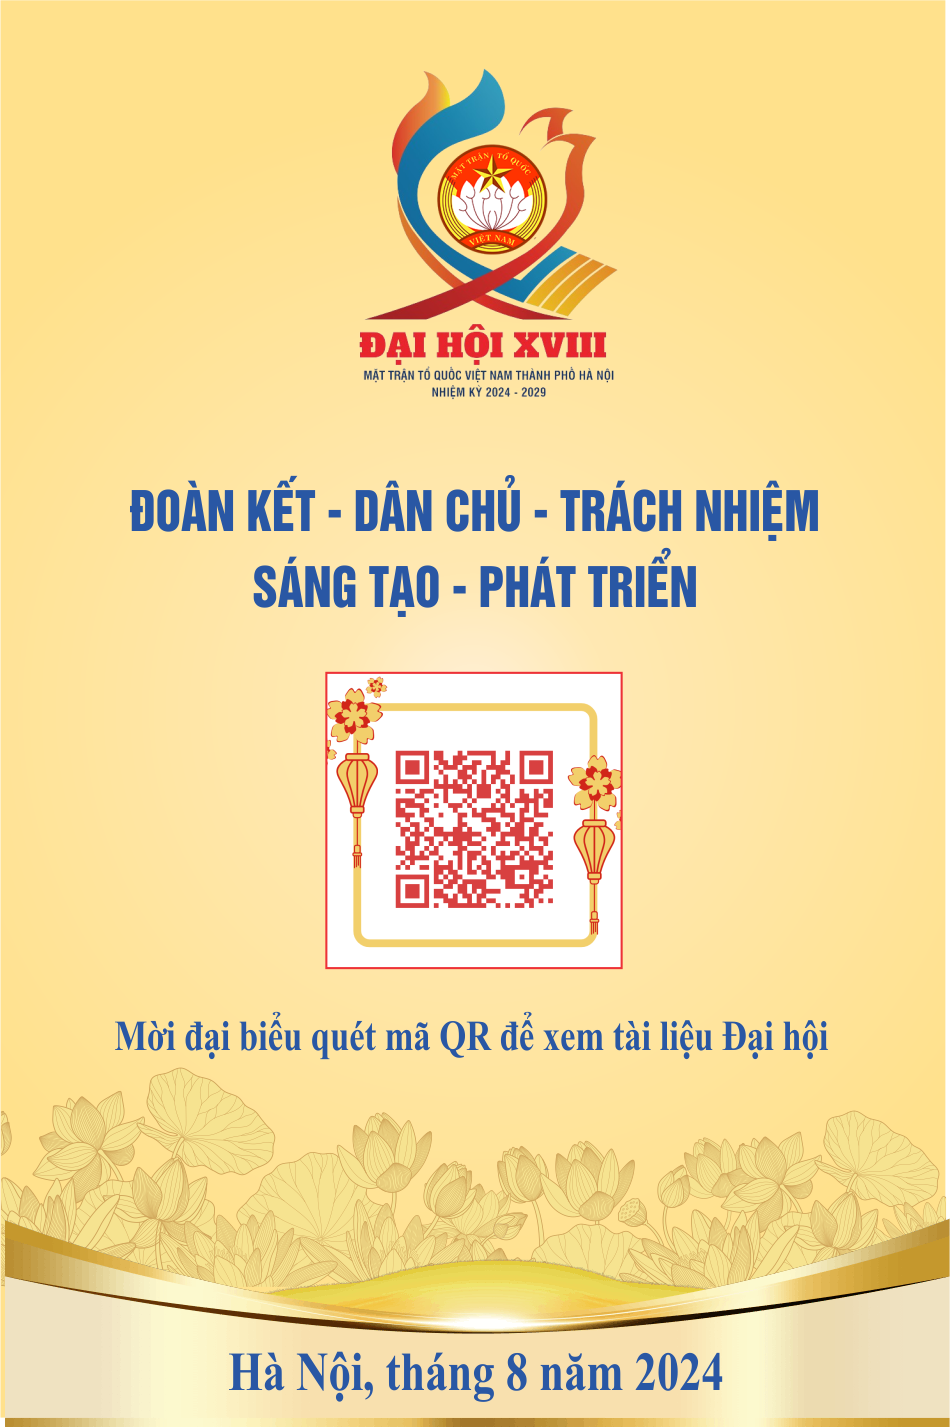 MẶT TRẬN TỔ QUỐC
VIỆT NAM
ĐẠI HỘI XVIII
MẶT TRẬN TỔ QUỐC VIỆT NAM THÀNH PHỐ HÀ NỘI
NHIỆM KỲ 2024 - 2029
ĐOÀN KẾT - DÂN CHỦ - TRÁCH NHIỆM
SÁNG TẠO - PHÁT TRIỂN
Mời đại biểu quét mã QR để xem tài liệu Đại hội
Hà Nội, tháng 8 năm 2024